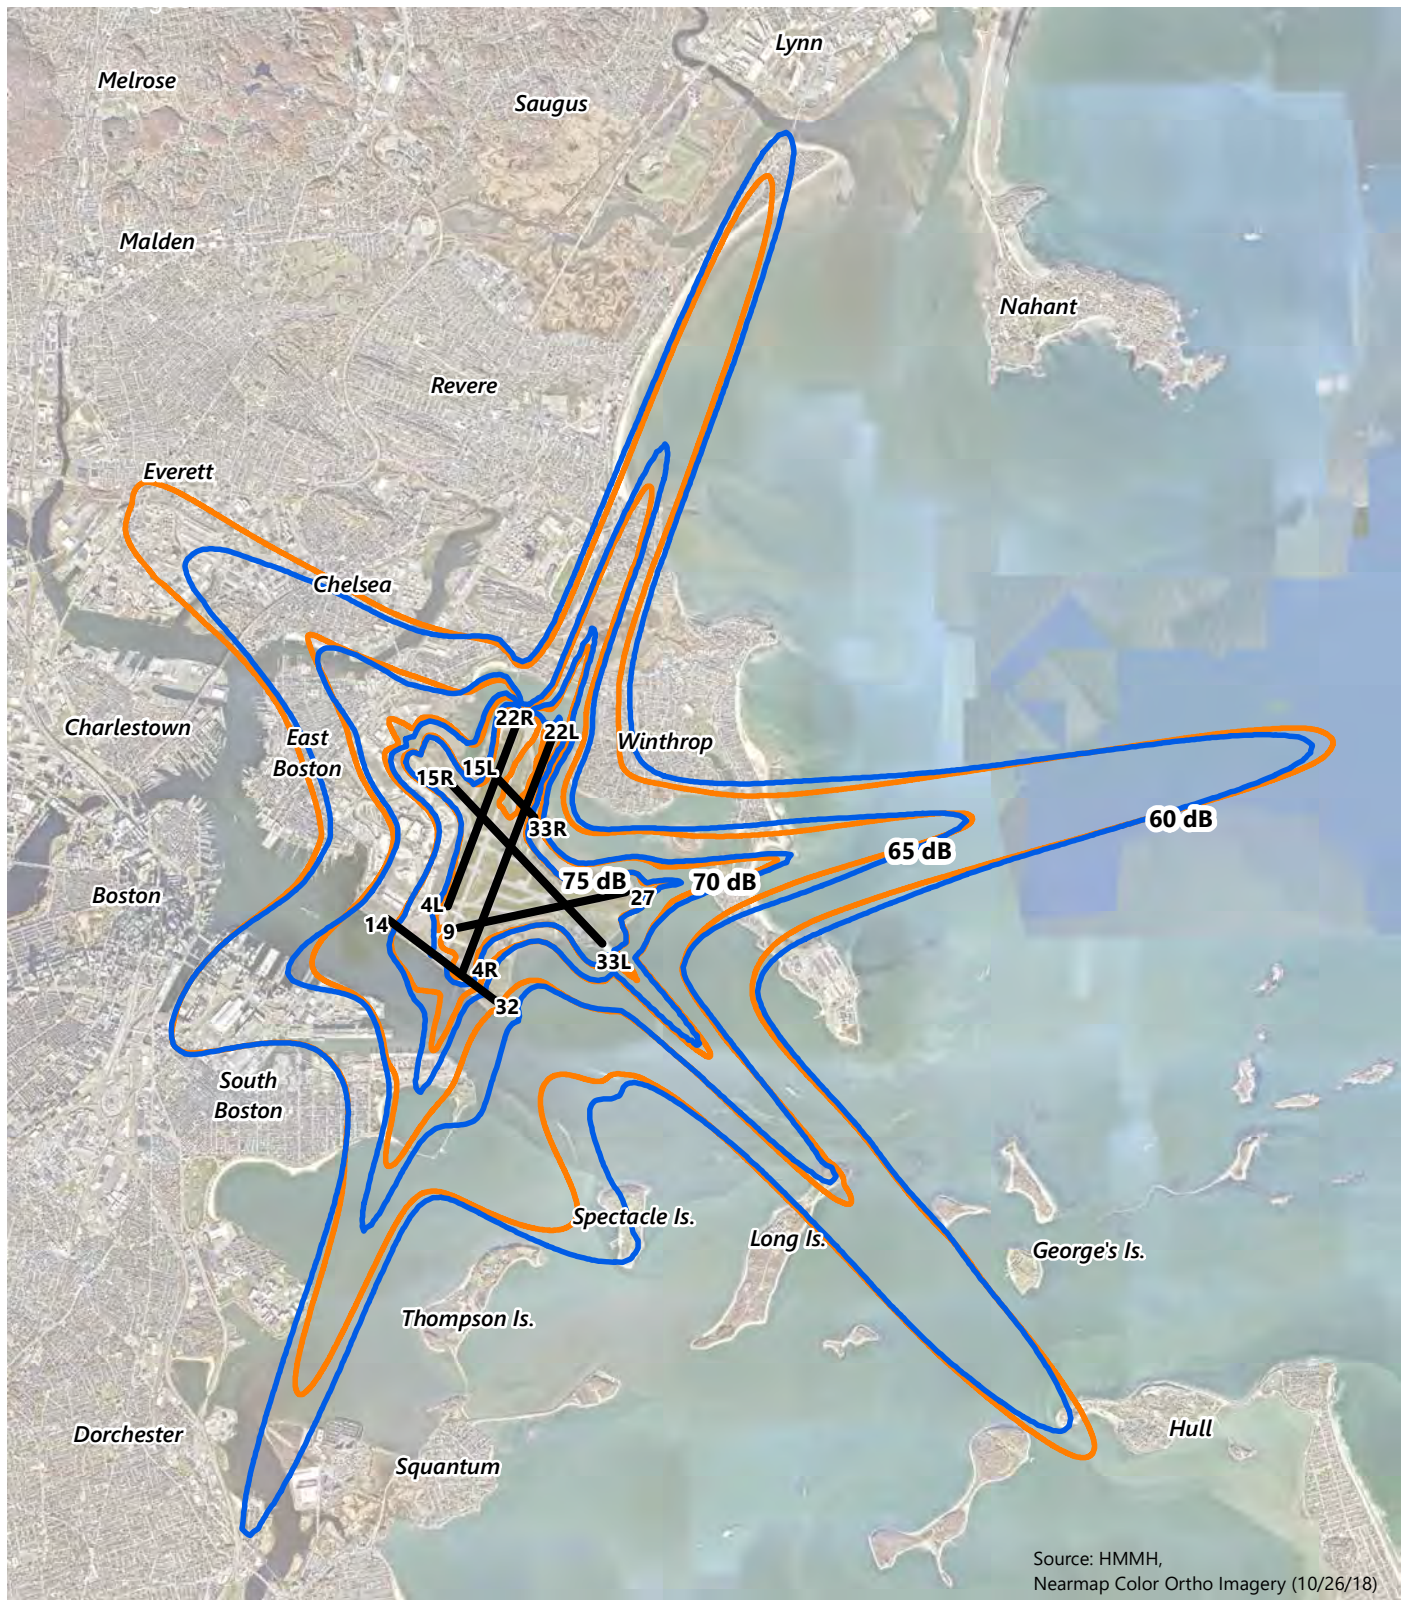 Lynn
Melrose
Saugus
Malden
Nahant
Revere
Everett
Chelsea
22R
22L
Charlestown
East
Boston
Winthrop
15L
15R
33R
60 dB
65 dB
75 dB
70 dB
Boston
27
4L
14
9
33L
4R
32
South
Boston
Spectacle Is.
Long Is.
George's Is.
Thompson Is.
Dorchester
Hull
Squantum
Source: HMMH,
Nearmap Color Ortho Imagery (10/26/18)